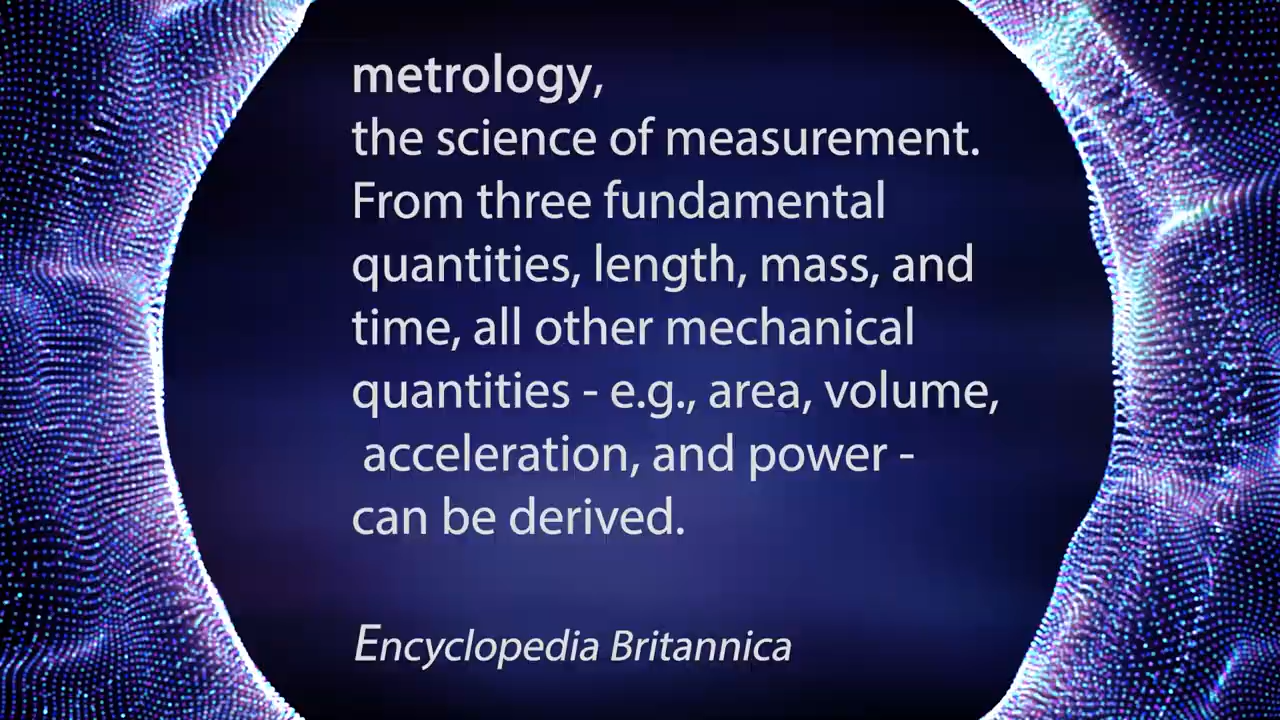 metrology,
the science of measurement.
From three fundamental
quantities, length, mass, and
time, all other mechanical
quantities - e.g., area, volume,
acceleration, and power -
can be derived.
Encyclopedia Britannica